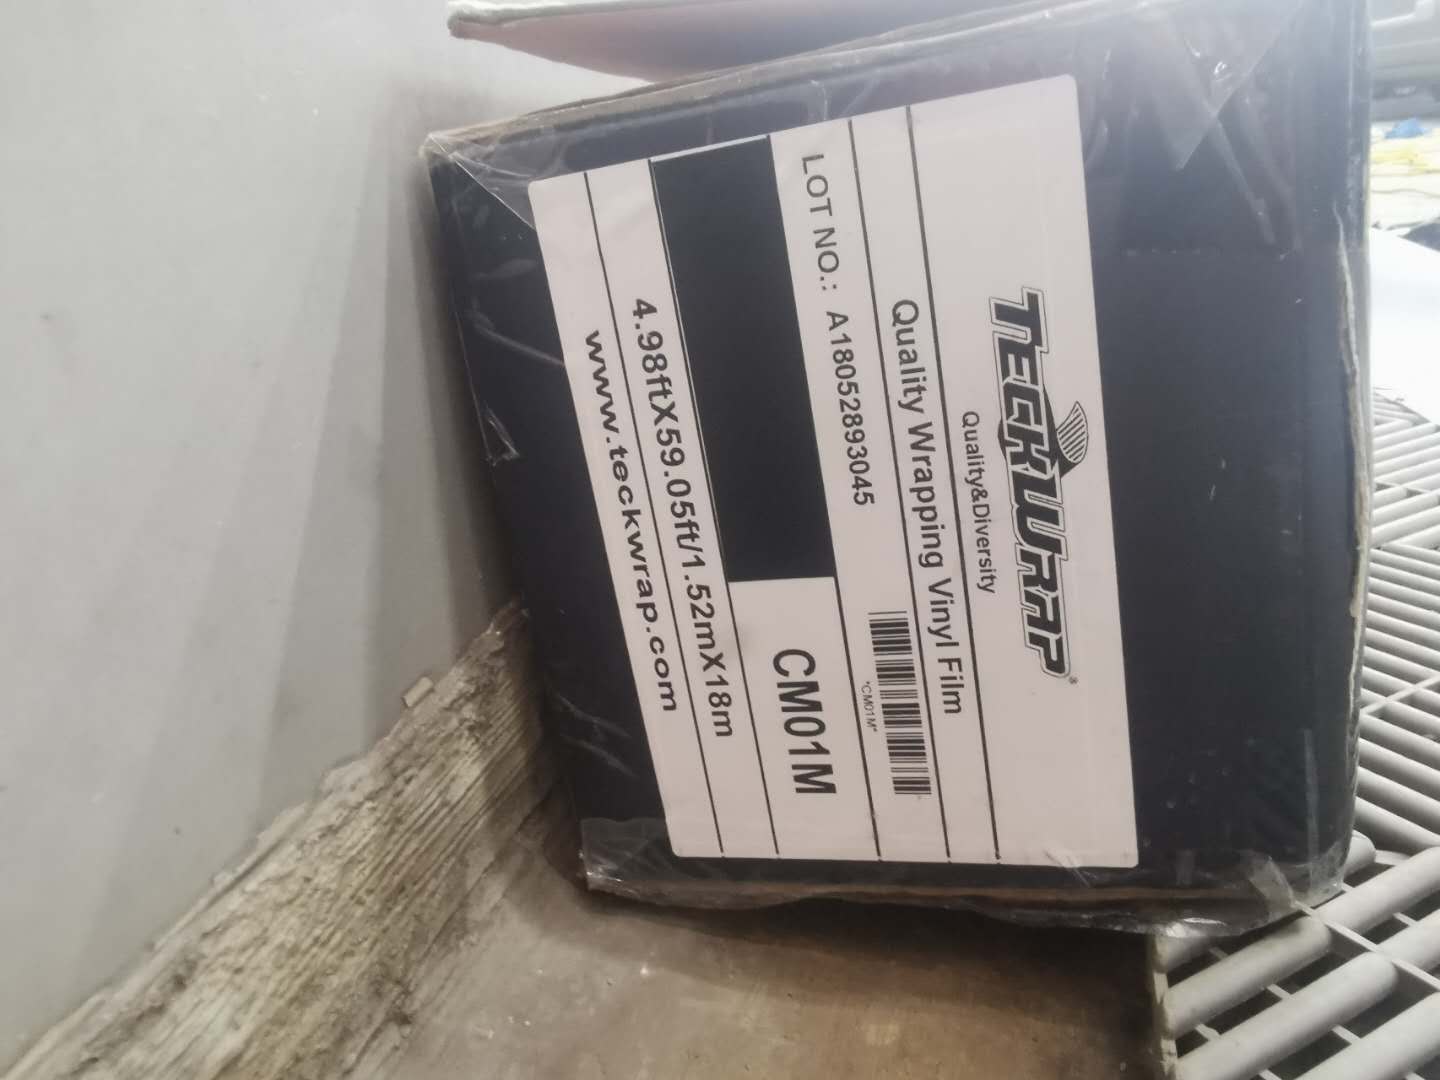 TECKWRAP®
Quality&Diversity
Quality Wrapping Vinyl Film
LOT NO.: A18052893045
*CM01M*
CM01M
4.98ftX59.05ft/1.52mX18m
www.teckwrap.com